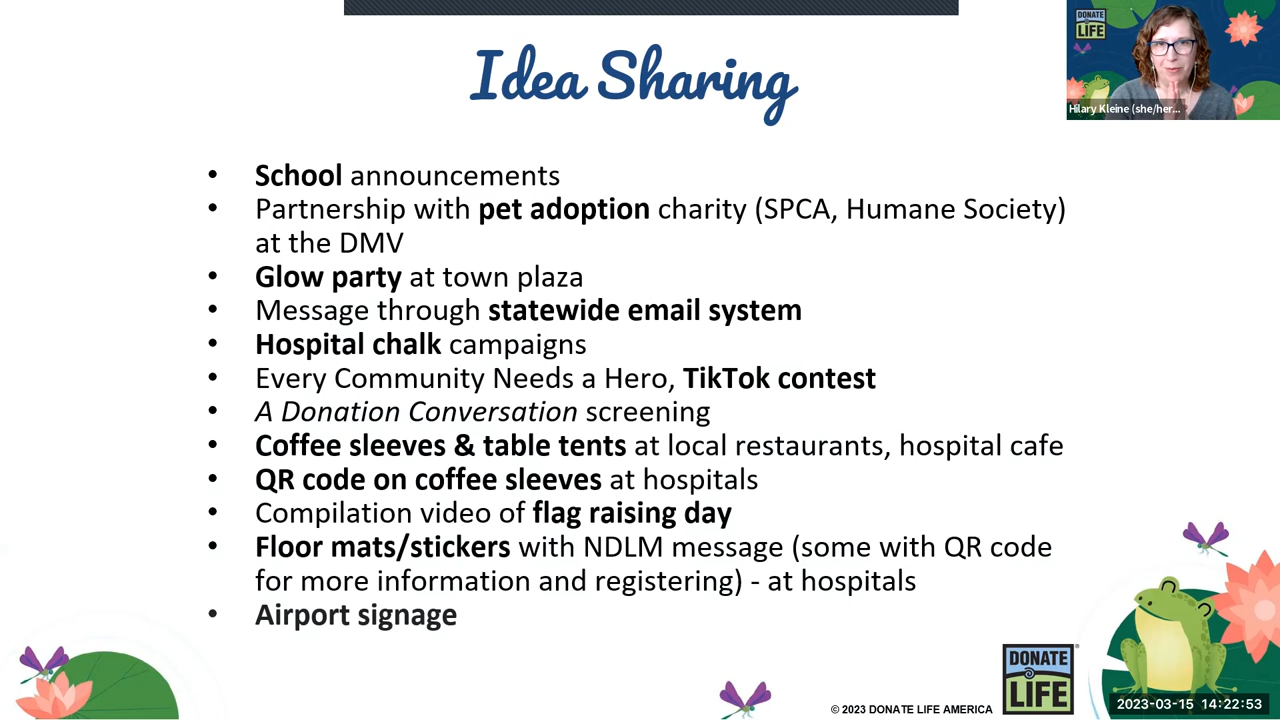 Idea Sharing
DONATE
LIFE
Hilary Kleine (she/her...
• School announcements
• Partnership with pet adoption charity (SPCA, Humane Society)
at the DMV
• Glow party at town plaza
• Message through statewide email system
• Hospital chalk campaigns
• Every Community Needs a Hero, TikTok contest
• A Donation Conversation screening
• Coffee sleeves & table tents at local restaurants, hospital cafe
• QR code on coffee sleeves at hospitals
• Compilation video of flag raising day
• Floor mats/stickers with NDLM message (some with QR code
for more information and registering) - at hospitals
• Airport signage
DONATE
LIFE
®
© 2023 DONATE LIFE AMERICA
2023-03-15 14:22:53